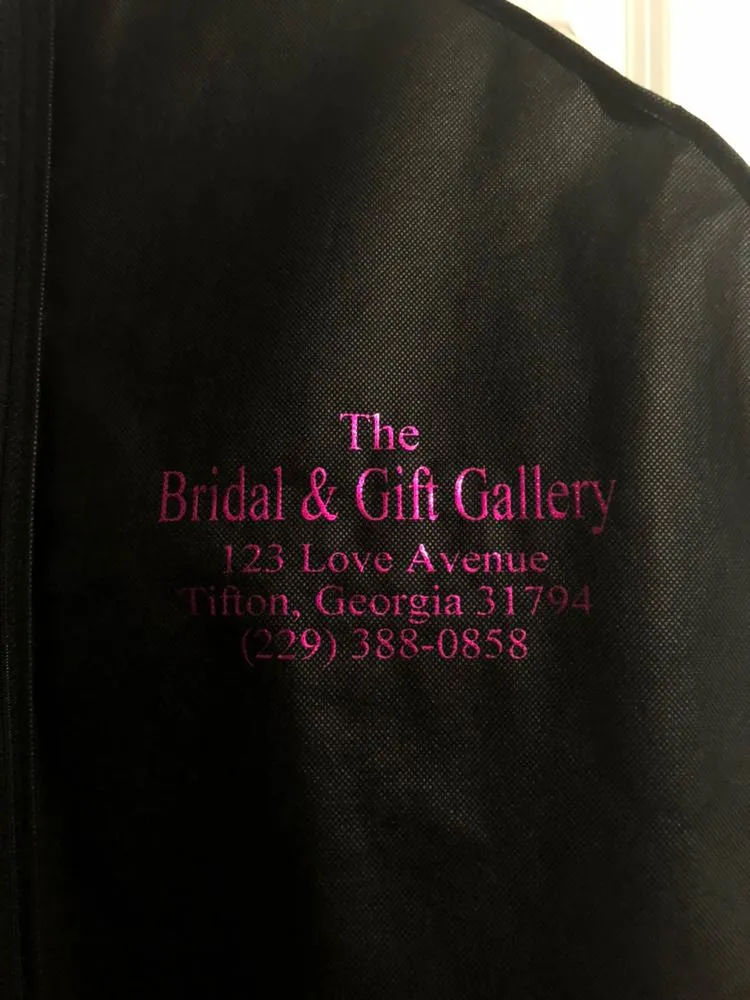 The
Bridal & Gift Gallery
123 Love Avenue
Tifton, Georgia 31794
(229) 388-0858